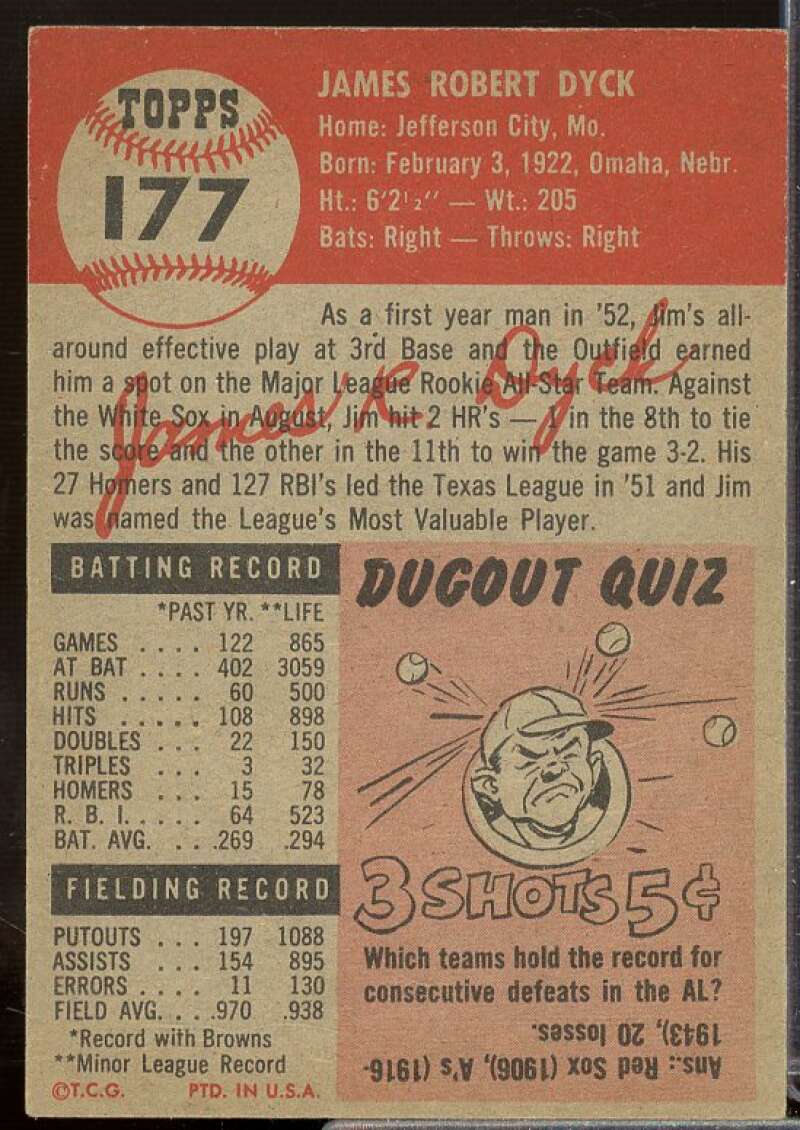 TOPPS
177
JAMES ROBERT DYCK
Home: Jefferson City, Mo.
Born: February 3, 1922, Omaha, Nebr.
Ht.: 6'2 1/2" — Wt.: 205
Bats: Right — Throws: Right
As a first year man in '52, Jim's all-
around effective play at 3rd Base and the Outfield earned
him a spot on the Major League Rookie All-Star Team. Against
the White Sox in August, Jim hit 2 HR's — 1 in the 8th to tie
the score and the other in the 11th to win the game 3-2. His
27 Homers and 127 RBI's led the Texas League in '51 and Jim
was named the League's Most Valuable Player.
James R. Dyck
BATTING RECORD
*PAST YR. **LIFE
GAMES .... 122 865
AT BAT .... 402 3059
RUNS ..... 60 500
HITS ..... 108 898
DOUBLES ... 22 150
TRIPLES ... 3 32
HOMERS ... 15 78
R. B. I. .... 64 523
BAT. AVG. ... .269 .294
FIELDING RECORD
PUTOUTS ... 197 1088
ASSISTS ... 154 895
ERRORS .... 11 130
FIELD AVG. ... .970 .938
*Record with Browns
**Minor League Record
©T.C.G. PTD. IN U.S.A.
DUGOUT QUIZ
3 SHOTS 5¢
Which teams hold the record for
consecutive defeats in the AL?
Ans.: Red Sox (1906), A's (1916-
1943), 20 losses.